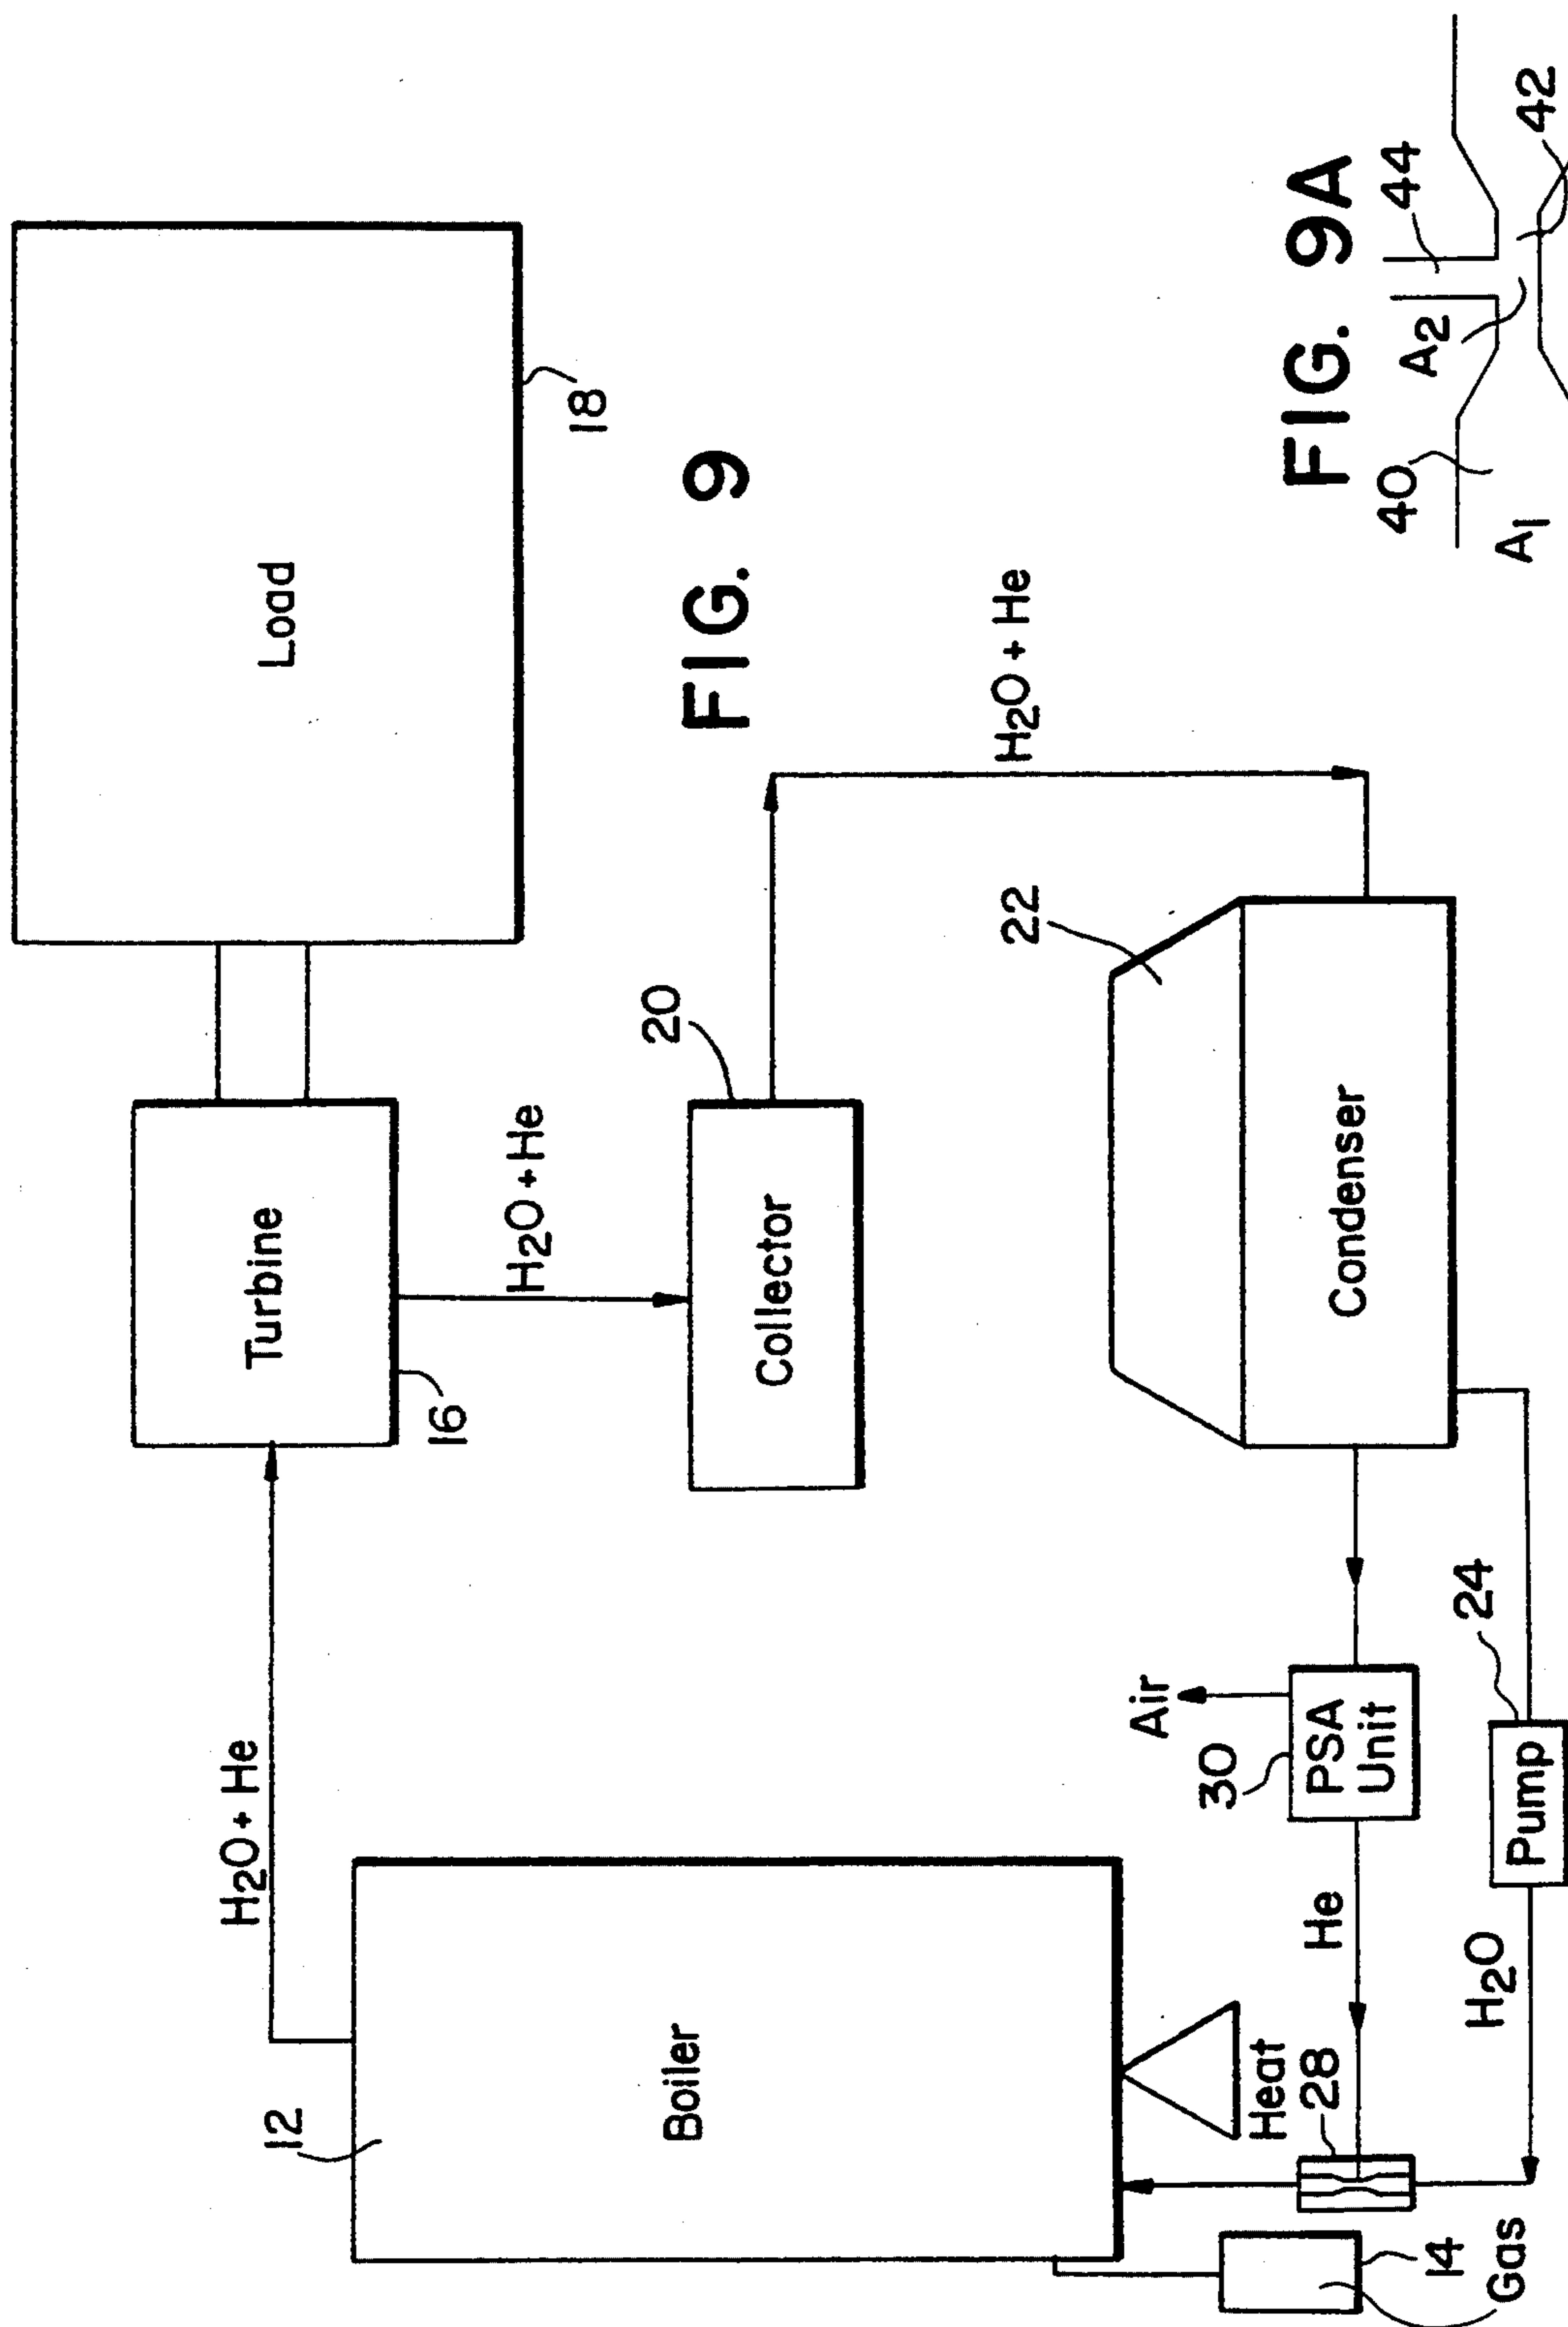 Load
18
FIG. 9
Turbine
16
H2O + He
H2O + He
20
Collector
H2O + He
22
Condenser
12
Boiler
Heat
28
He
30
Air
PSA
Unit
24
Pump
H2O
14
Gas
FIG. 9A
40
A1
A2
44
42